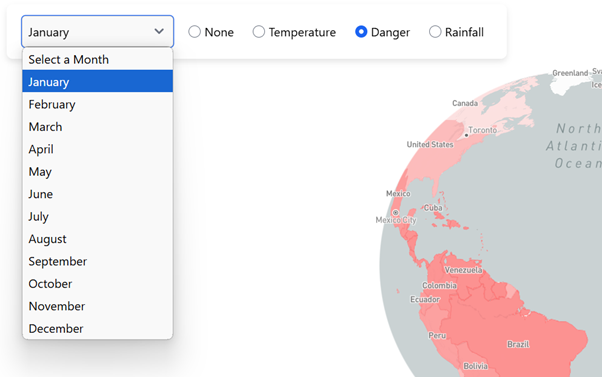 January
None
Temperature
Danger
Rainfall
Select a Month
January
February
March
April
May
June
July
August
September
October
November
December
Greenland
Canada
Toronto
United States
North
Atlantic
Ocean
Mexico
Cuba
Mexico City
Venezuela
Colombia
Ecuador
Peru
Brazil
Bolivia